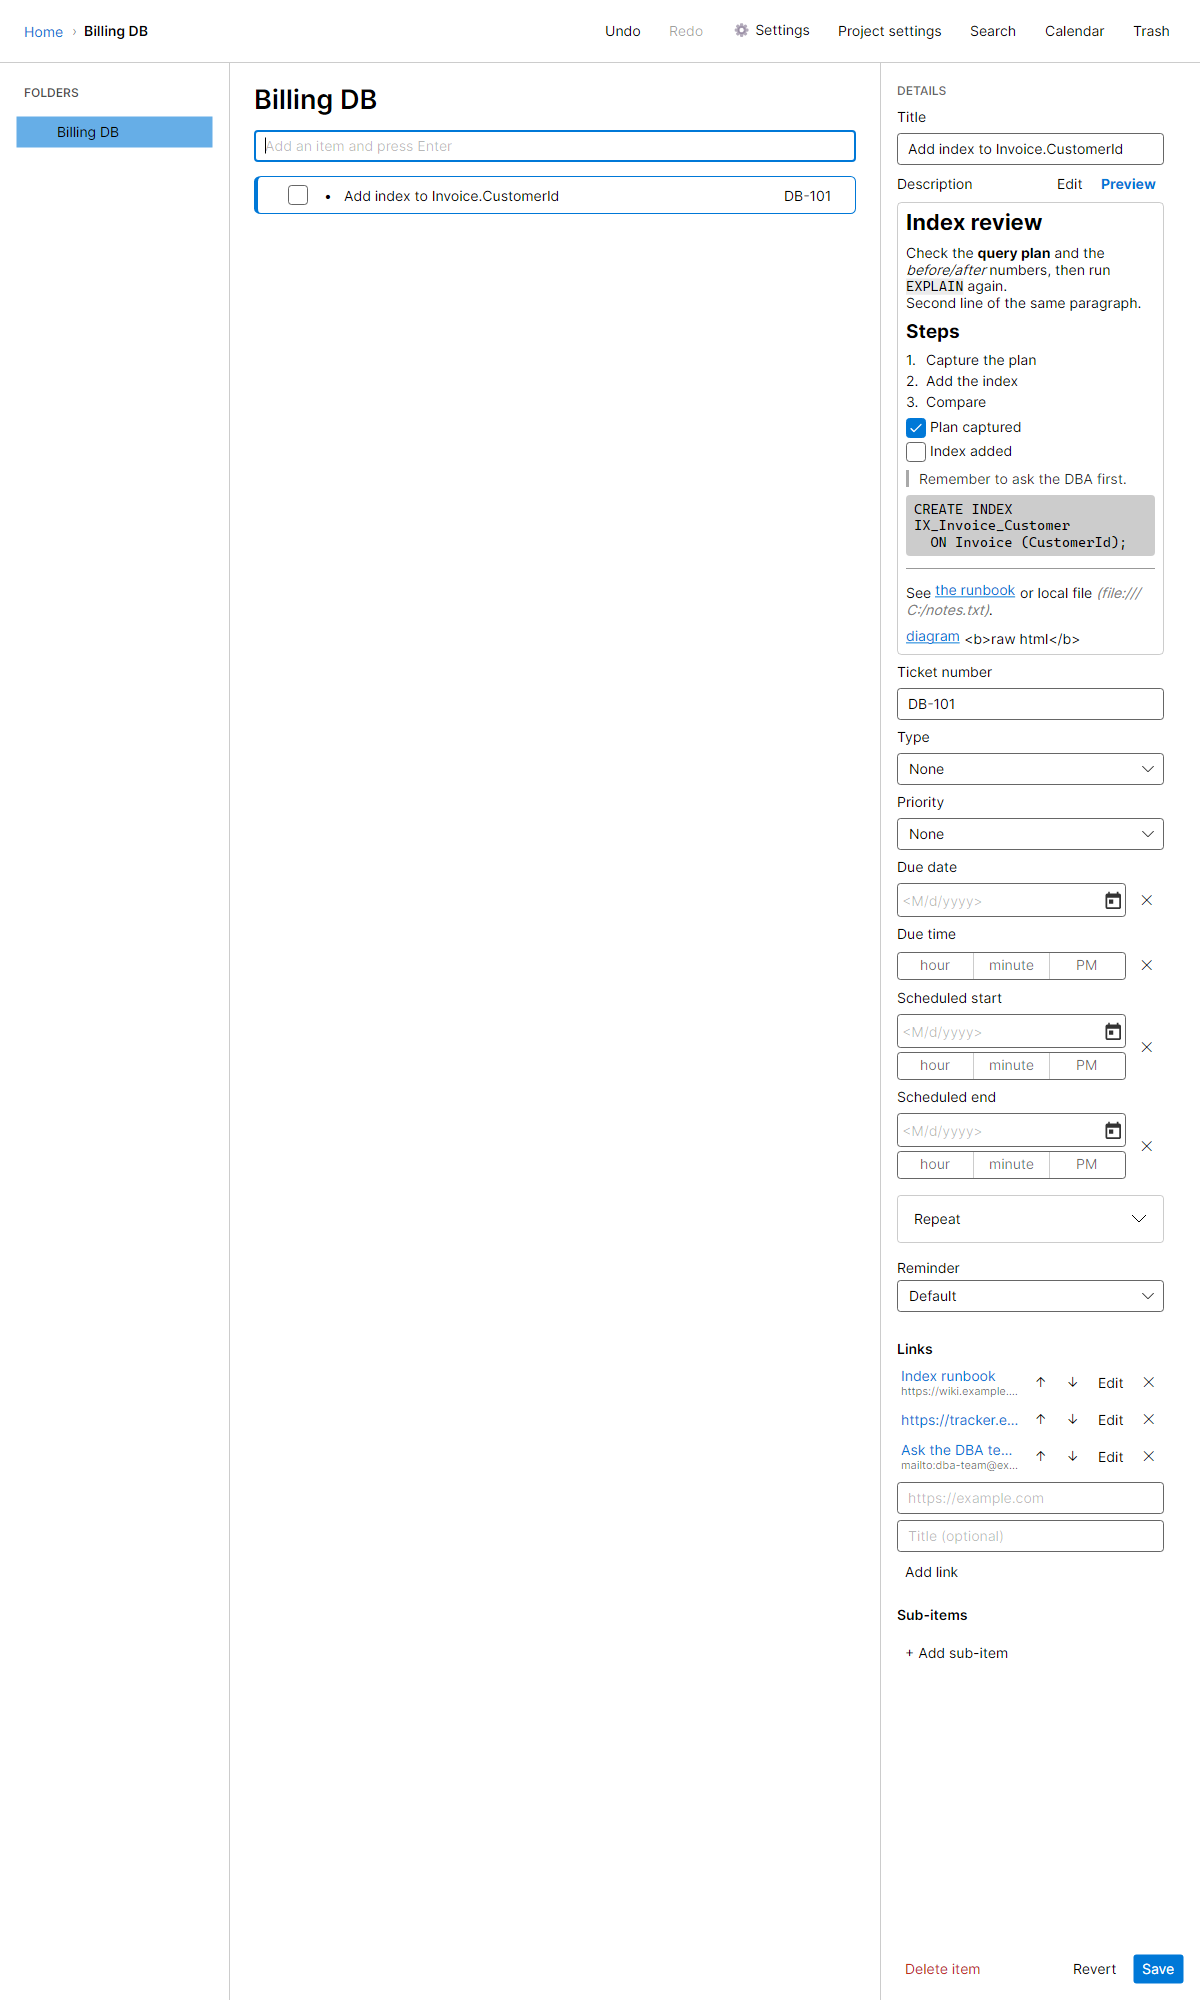 Home › Billing DB
Undo Redo Settings Project settings Search Calendar Trash
FOLDERS
Billing DB
Billing DB
Add an item and press Enter
• Add index to Invoice.CustomerId DB-101
DETAILS
Title
Add index to Invoice.CustomerId
Description Edit Preview
Index review
Check the query plan and the
before/after numbers, then run
EXPLAIN again.
Second line of the same paragraph.
Steps
1. Capture the plan
2. Add the index
3. Compare
Plan captured
Index added
Remember to ask the DBA first.
CREATE INDEX
IX_Invoice_Customer
ON Invoice (CustomerId);
See the runbook or local file (file:///
C:/notes.txt).
diagram <b>raw html</b>
Ticket number
DB-101
Type
None
Priority
None
Due date
<M/d/yyyy>
Due time
hour minute PM
Scheduled start
<M/d/yyyy>
hour minute PM
Scheduled end
<M/d/yyyy>
hour minute PM
Repeat
Reminder
Default
Links
Index runbook
https://wiki.example....
↑ ↓ Edit
https://tracker.e... ↑ ↓ Edit
Ask the DBA te...
mailto:dba-team@ex...
↑ ↓ Edit
https://example.com
Title (optional)
Add link
Sub-items
+ Add sub-item
Delete item Revert Save